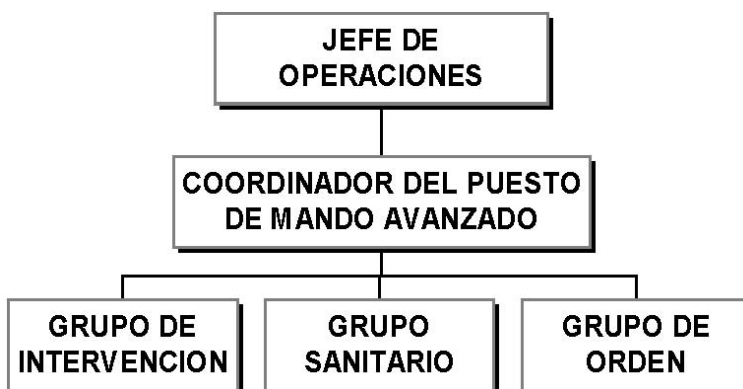 JEFE DE
OPERACIONES
COORDINADOR DEL PUESTO
DE MANDO AVANZADO
GRUPO DE
INTERVENCION
GRUPO
SANITARIO
GRUPO DE
ORDEN